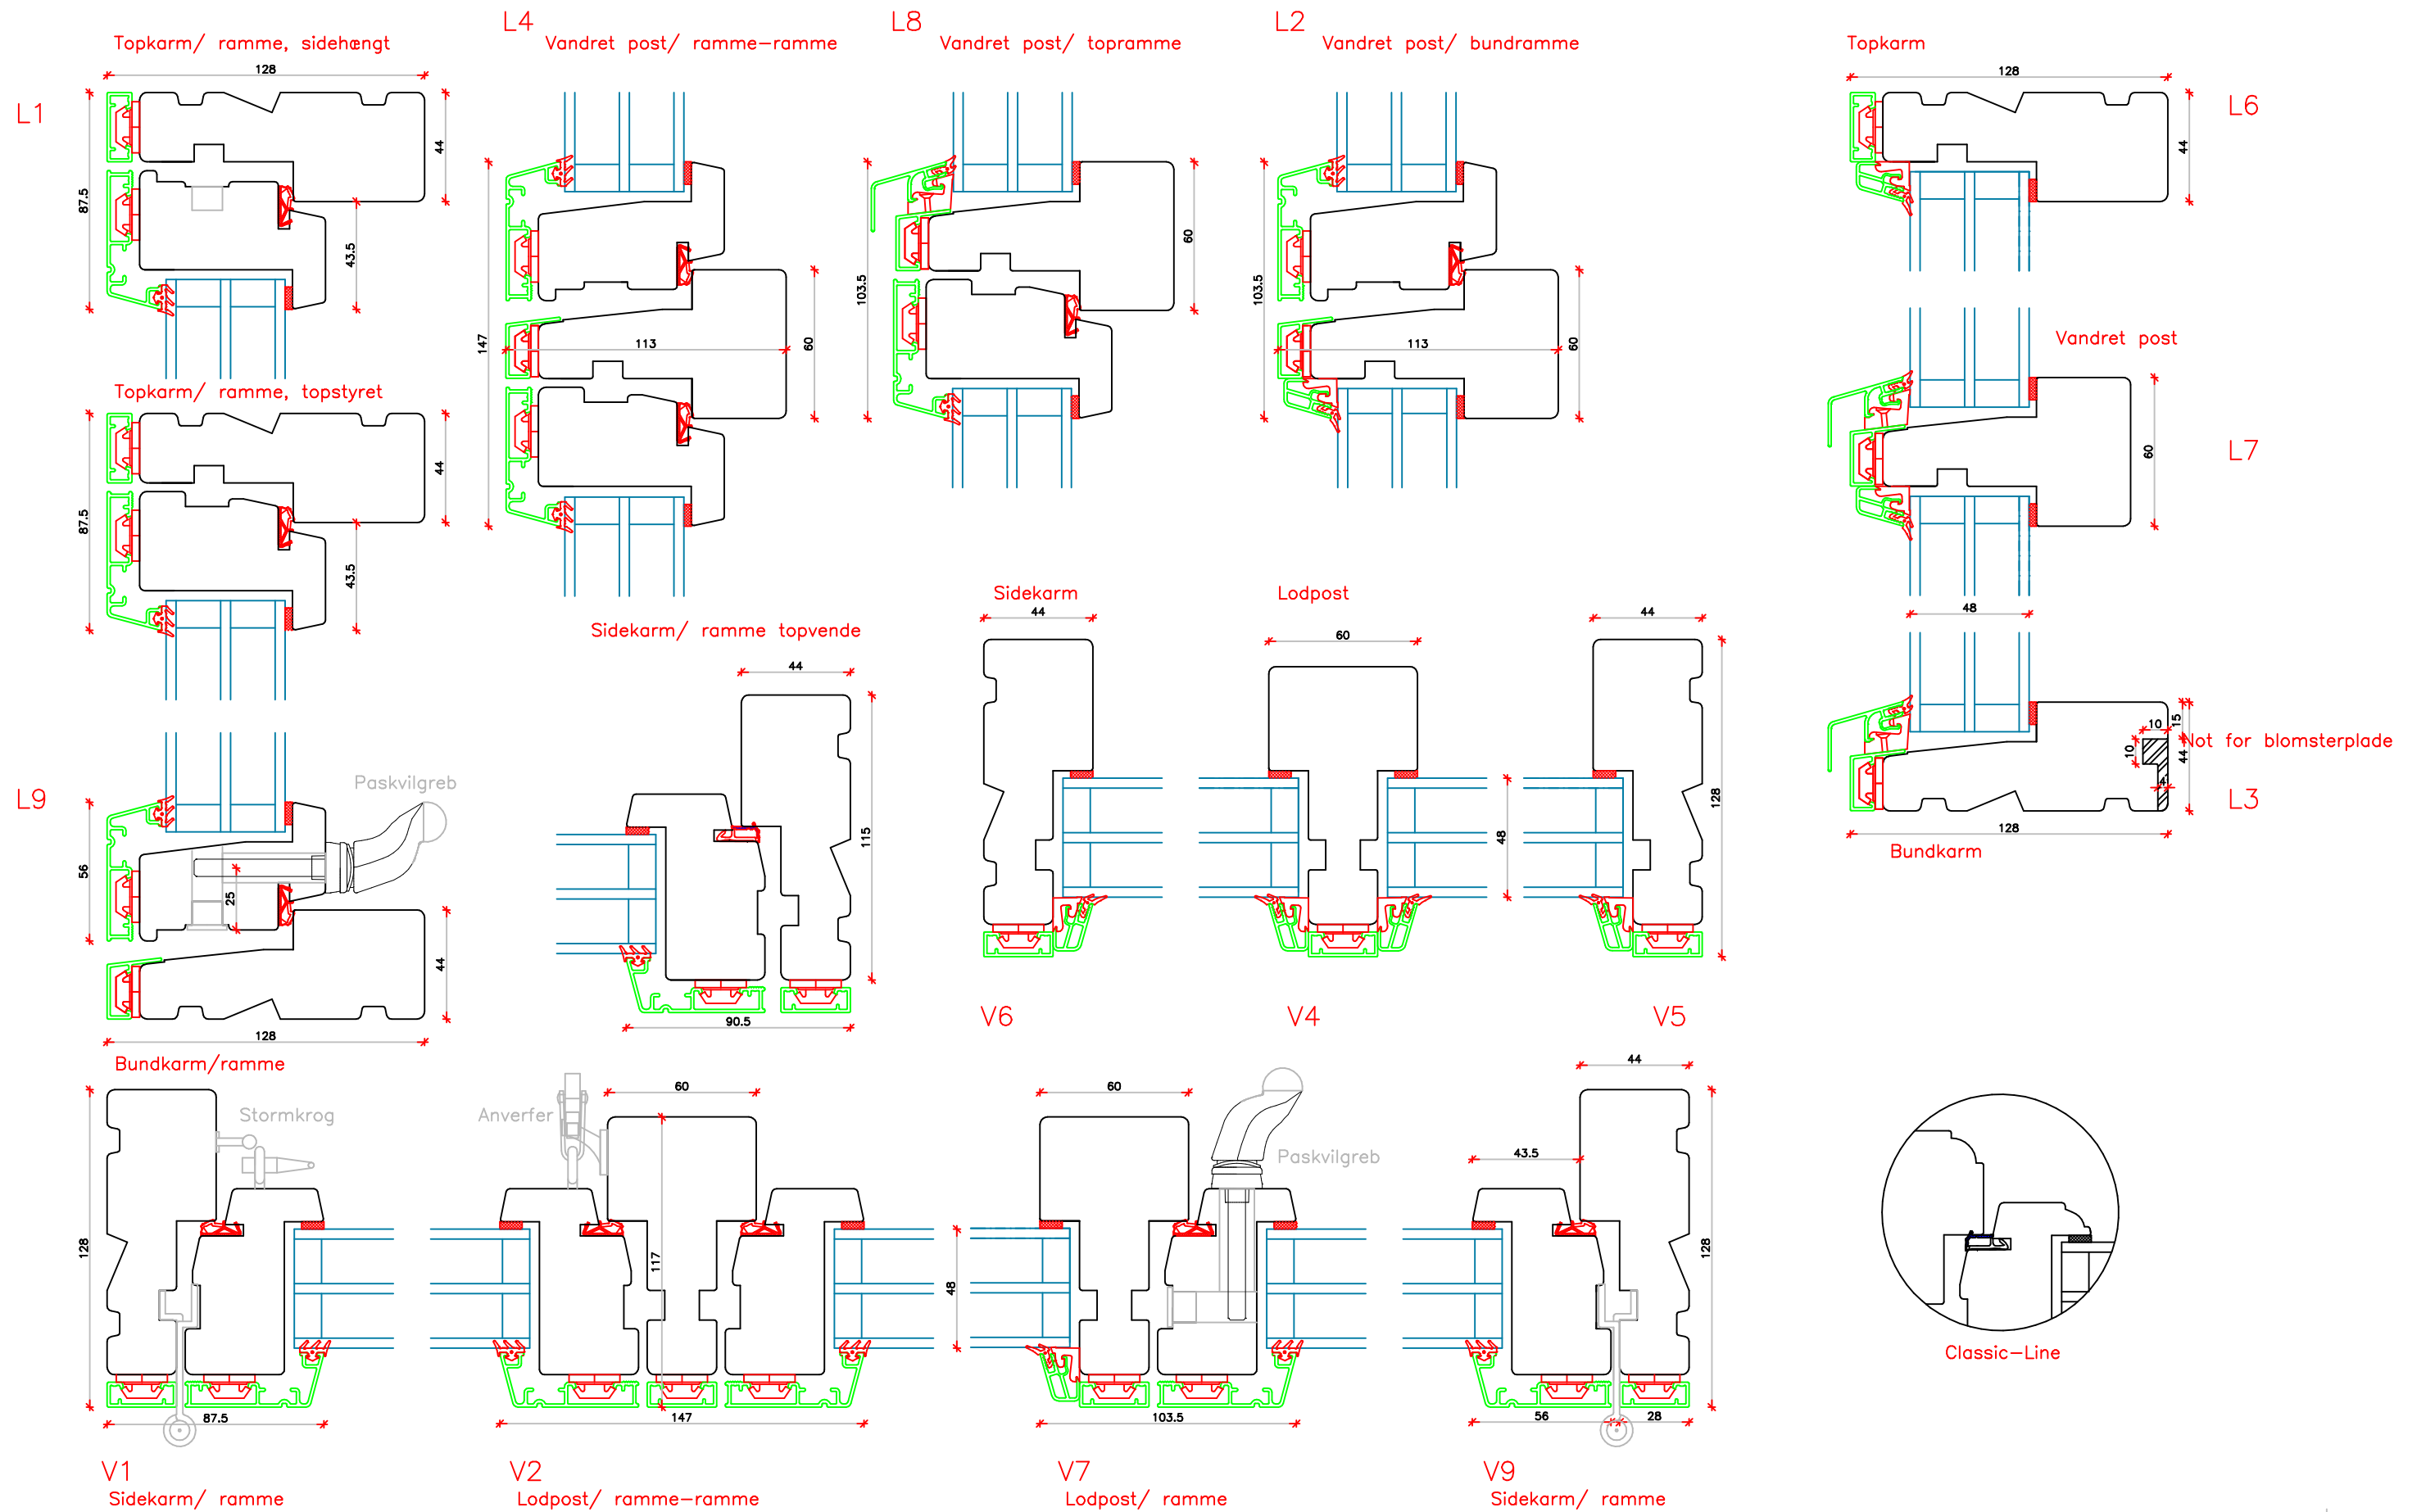 L4
L8
L2
Topkarm/ ramme, sidehængt
Vandret post/ ramme-ramme
Vandret post/ topramme
Vandret post/ bundramme
Topkarm
128
128
L1
87.5
44
43.5
L6
44
147
113
60
103.5
60
103.5
113
60
Vandret post
L7
60
48
Topkarm/ ramme, topstyret
87.5
44
43.5
Sidekarm/ ramme topvende
44
115
90.5
Sidekarm
44
Lodpost
60
44
128
48
10
15
Not for blomsterplade
10
44
4
L3
128
Bundkarm
L9
Paskvilgreb
56
25
44
128
Bundkarm/ramme
V6
V4
V5
128
Stormkrog
87.5
Anverfer
60
117
147
60
Paskvilgreb
48
103.5
44
43.5
128
56
28
Classic-Line
V1
Sidekarm/ ramme
V2
Lodpost/ ramme-ramme
V7
Lodpost/ ramme
V9
Sidekarm/ ramme